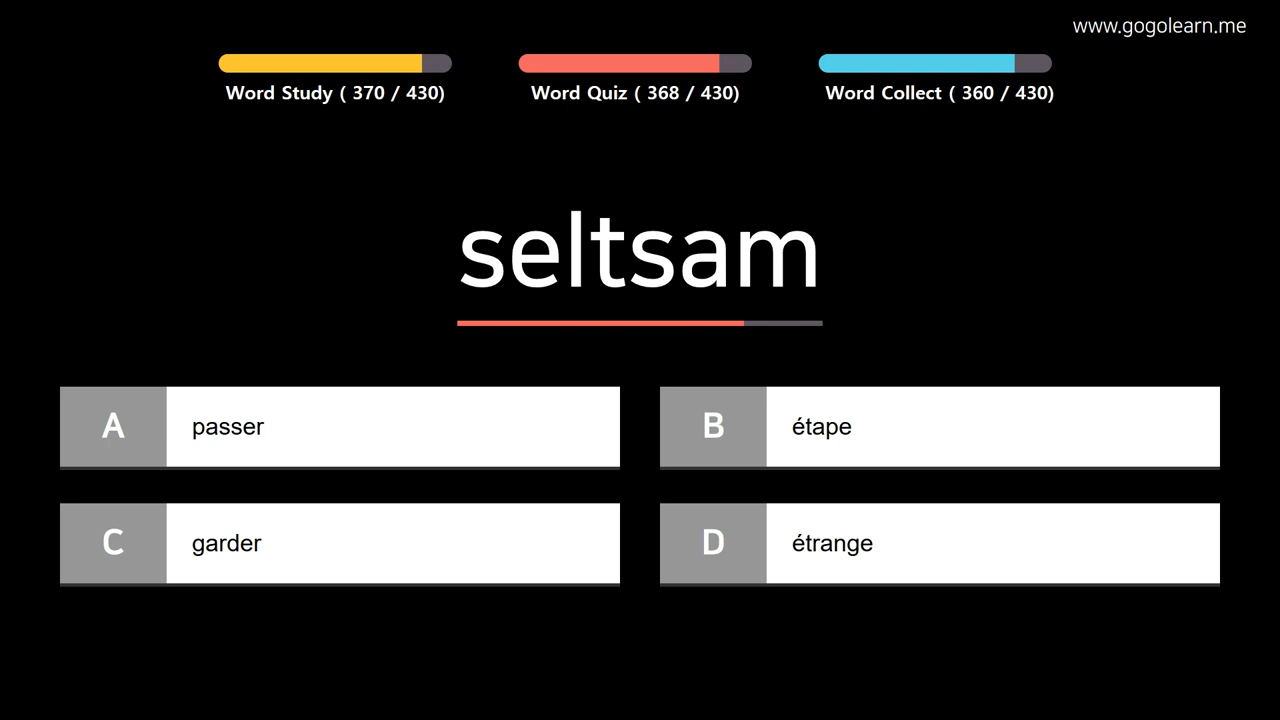 www.gogolearn.me
Word Study ( 370 / 430)
Word Quiz ( 368 / 430)
Word Collect ( 360 / 430)
seltsam
A passer
B étape
C garder
D étrange